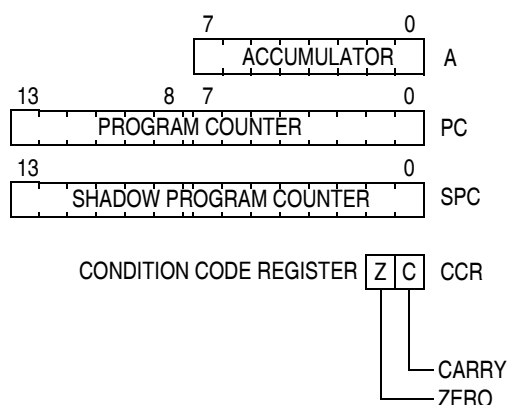 7 0
ACCUMULATOR A
13 8 7 0
PROGRAM COUNTER PC
13 0
SHADOW PROGRAM COUNTER SPC
CONDITION CODE REGISTER Z C CCR
CARRY
ZERO